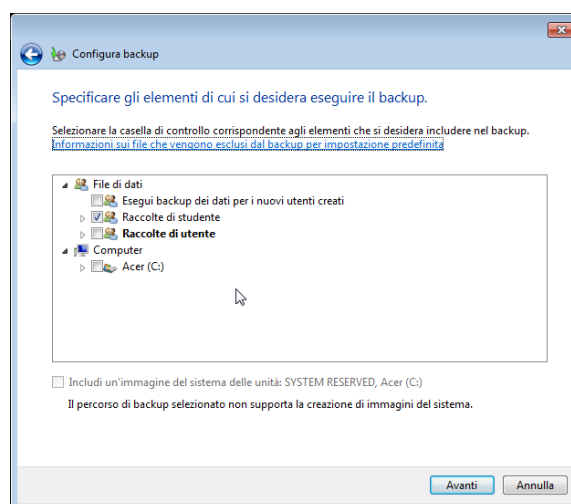 Configura backup
Specificare gli elementi di cui si desidera eseguire il backup.
Selezionare la casella di controllo corrispondente agli elementi che si desidera includere nel backup.
Informazioni sui file che vengono esclusi dal backup per impostazione predefinita
File di dati
Esegui backup dei dati per i nuovi utenti creati
Raccolte di studente
Raccolte di utente
Computer
Acer (C:)
Includi un'immagine del sistema delle unità: SYSTEM RESERVED, Acer (C:)
Il percorso di backup selezionato non supporta la creazione di immagini del sistema.
Avanti
Annulla